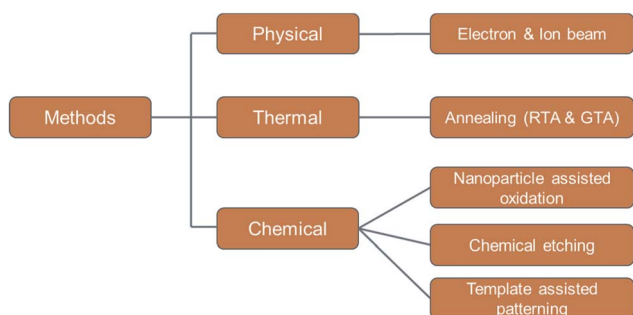 Physical
Electron & Ion beam
Methods
Thermal
Annealing (RTA & GTA)
Nanoparticle assisted
oxidation
Chemical
Chemical etching
Template assisted
patterning